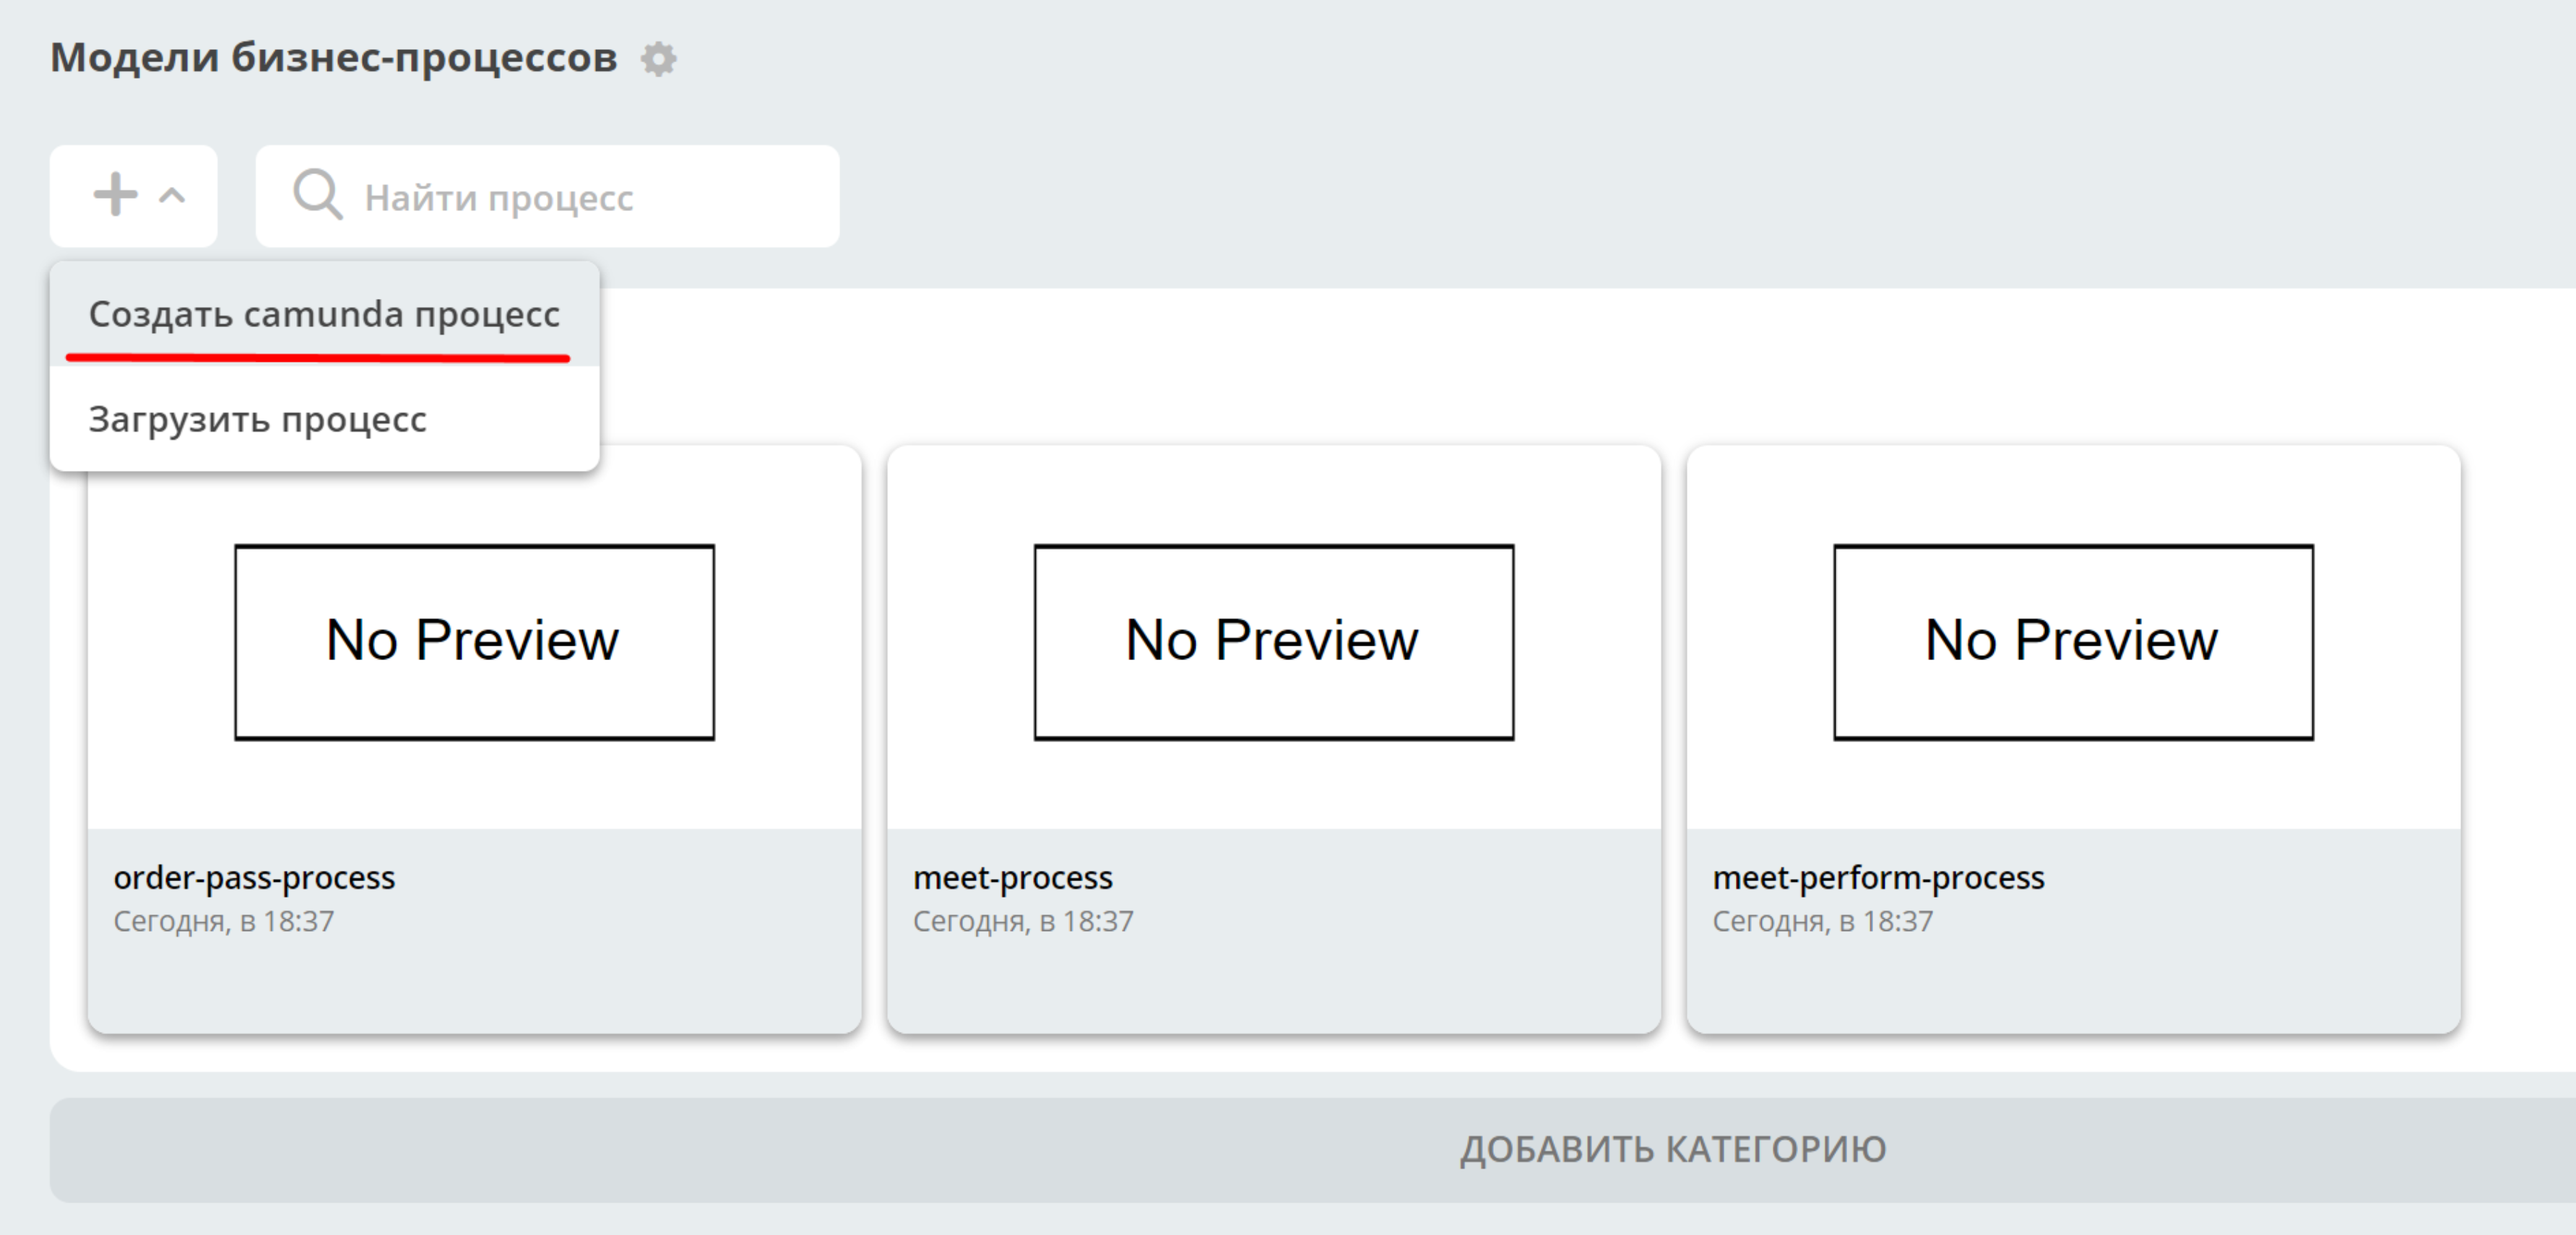 Модели бизнес-процессов
Найти процесс
Создать camunda процесс
Загрузить процесс
No Preview
No Preview
No Preview
order-pass-process
Сегодня, в 18:37
meet-process
Сегодня, в 18:37
meet-perform-process
Сегодня, в 18:37
ДОБАВИТЬ КАТЕГОРИЮ